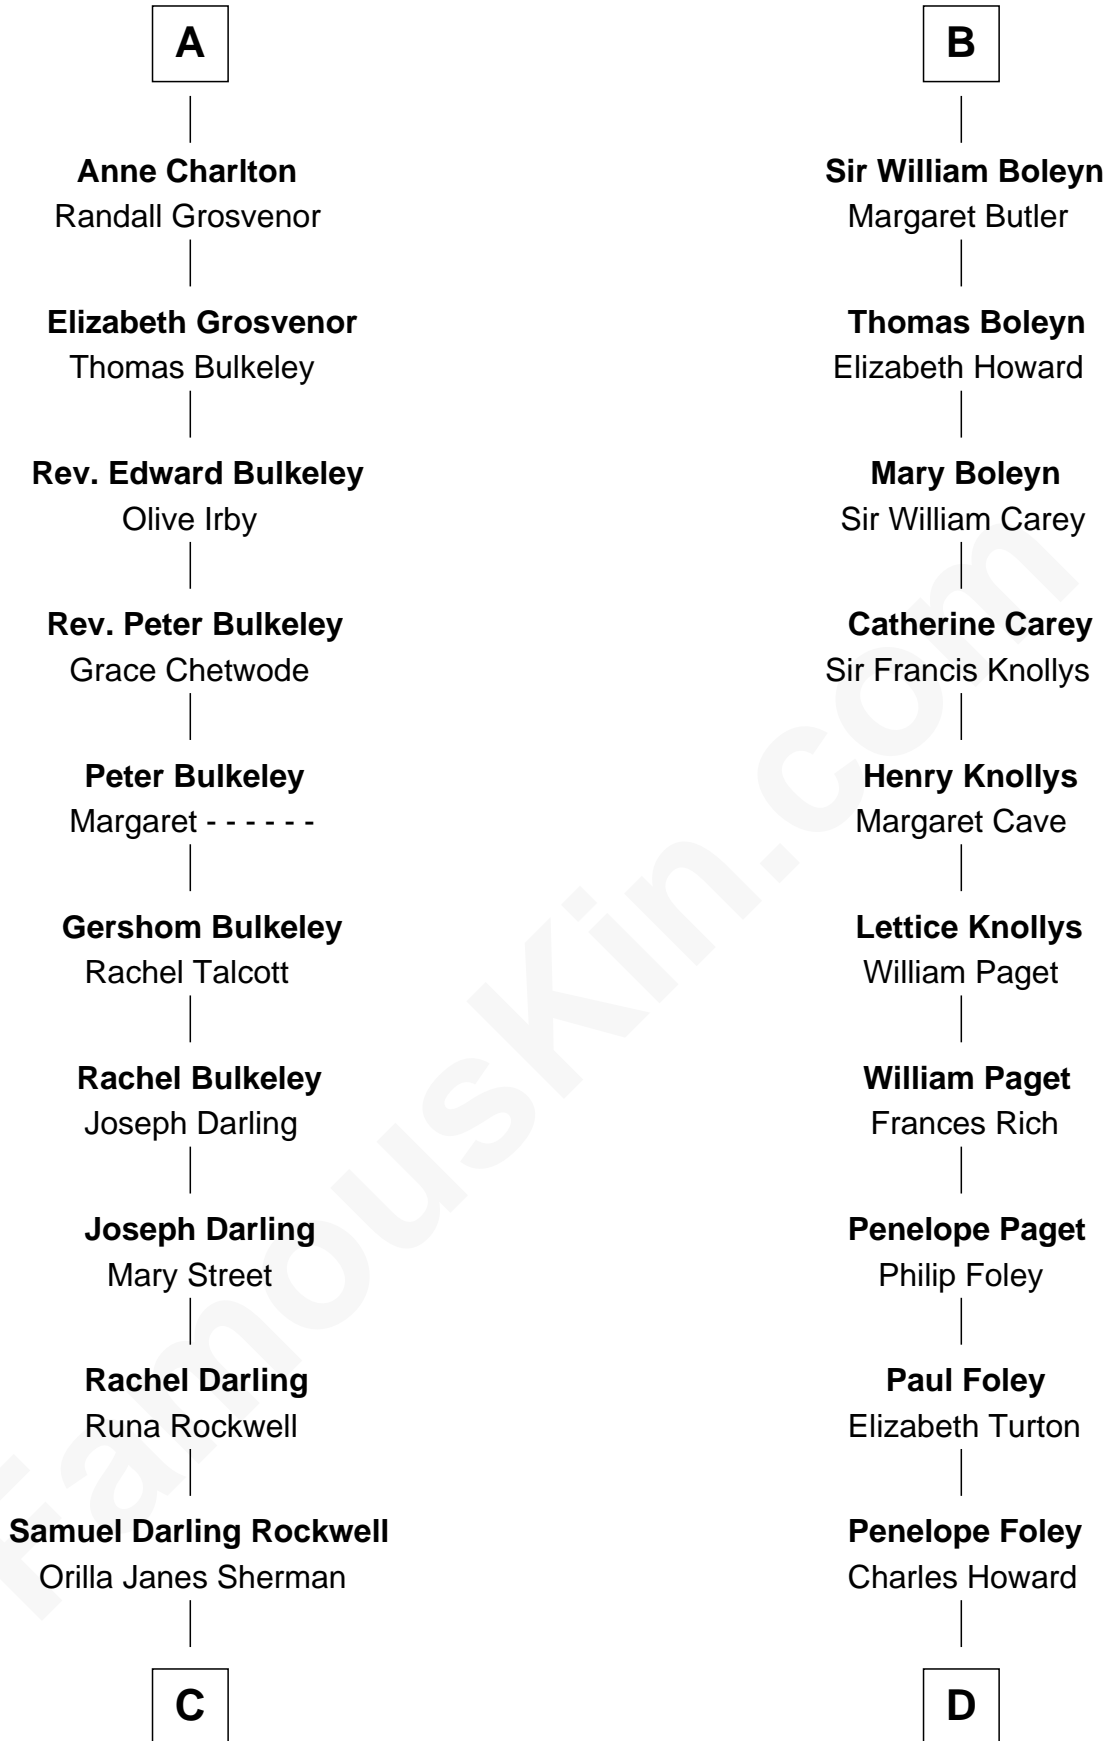 A
Anne Charlton
Randall Grosvenor
Elizabeth Grosvenor
Thomas Bulkeley
Rev. Edward Bulkeley
Olive Irby
Rev. Peter Bulkeley
Grace Chetwode
Peter Bulkeley
Margaret - - - - - -
Gershom Bulkeley
Rachel Talcott
Rachel Bulkeley
Joseph Darling
Joseph Darling
Mary Street
Rachel Darling
Runa Rockwell
Samuel Darling Rockwell
Orilla Janes Sherman
C
B
Sir William Boleyn
Margaret Butler
Thomas Boleyn
Elizabeth Howard
Mary Boleyn
Sir William Carey
Catherine Carey
Sir Francis Knollys
Henry Knollys
Margaret Cave
Lettice Knollys
William Paget
William Paget
Frances Rich
Penelope Paget
Philip Foley
Paul Foley
Elizabeth Turton
Penelope Foley
Charles Howard
D
FamousKin.com